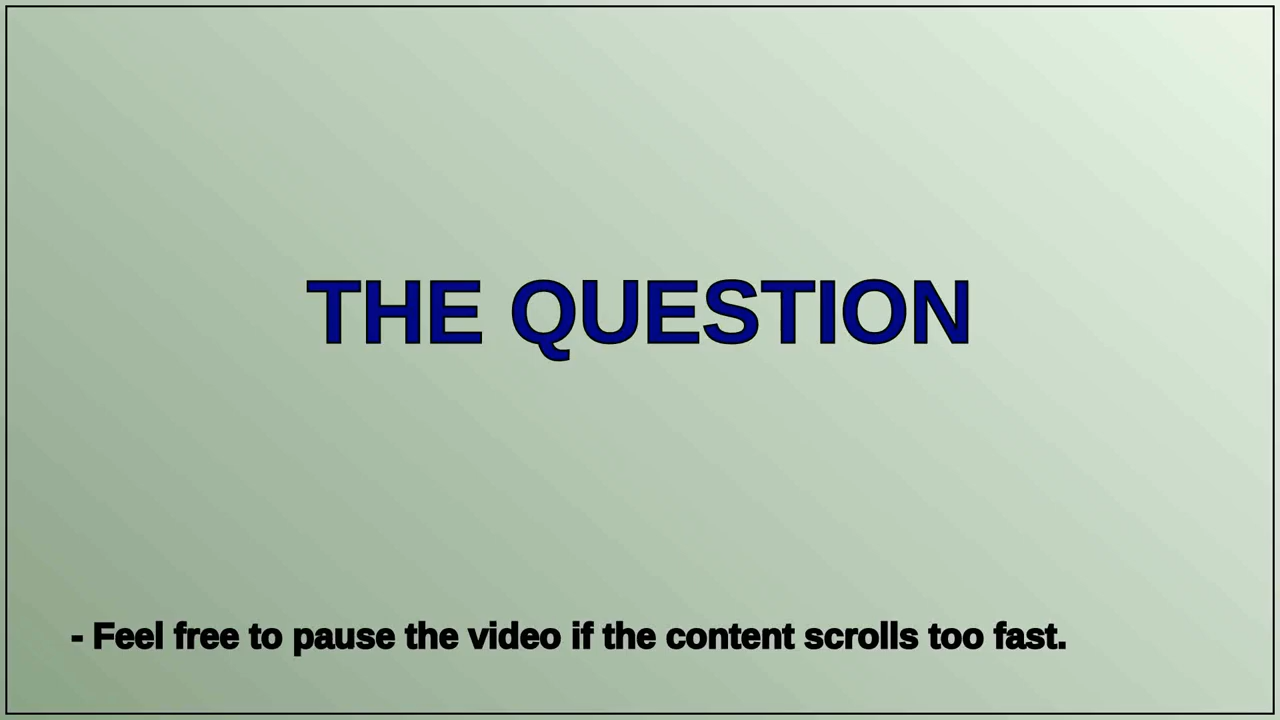 THE QUESTION
- Feel free to pause the video if the content scrolls too fast.